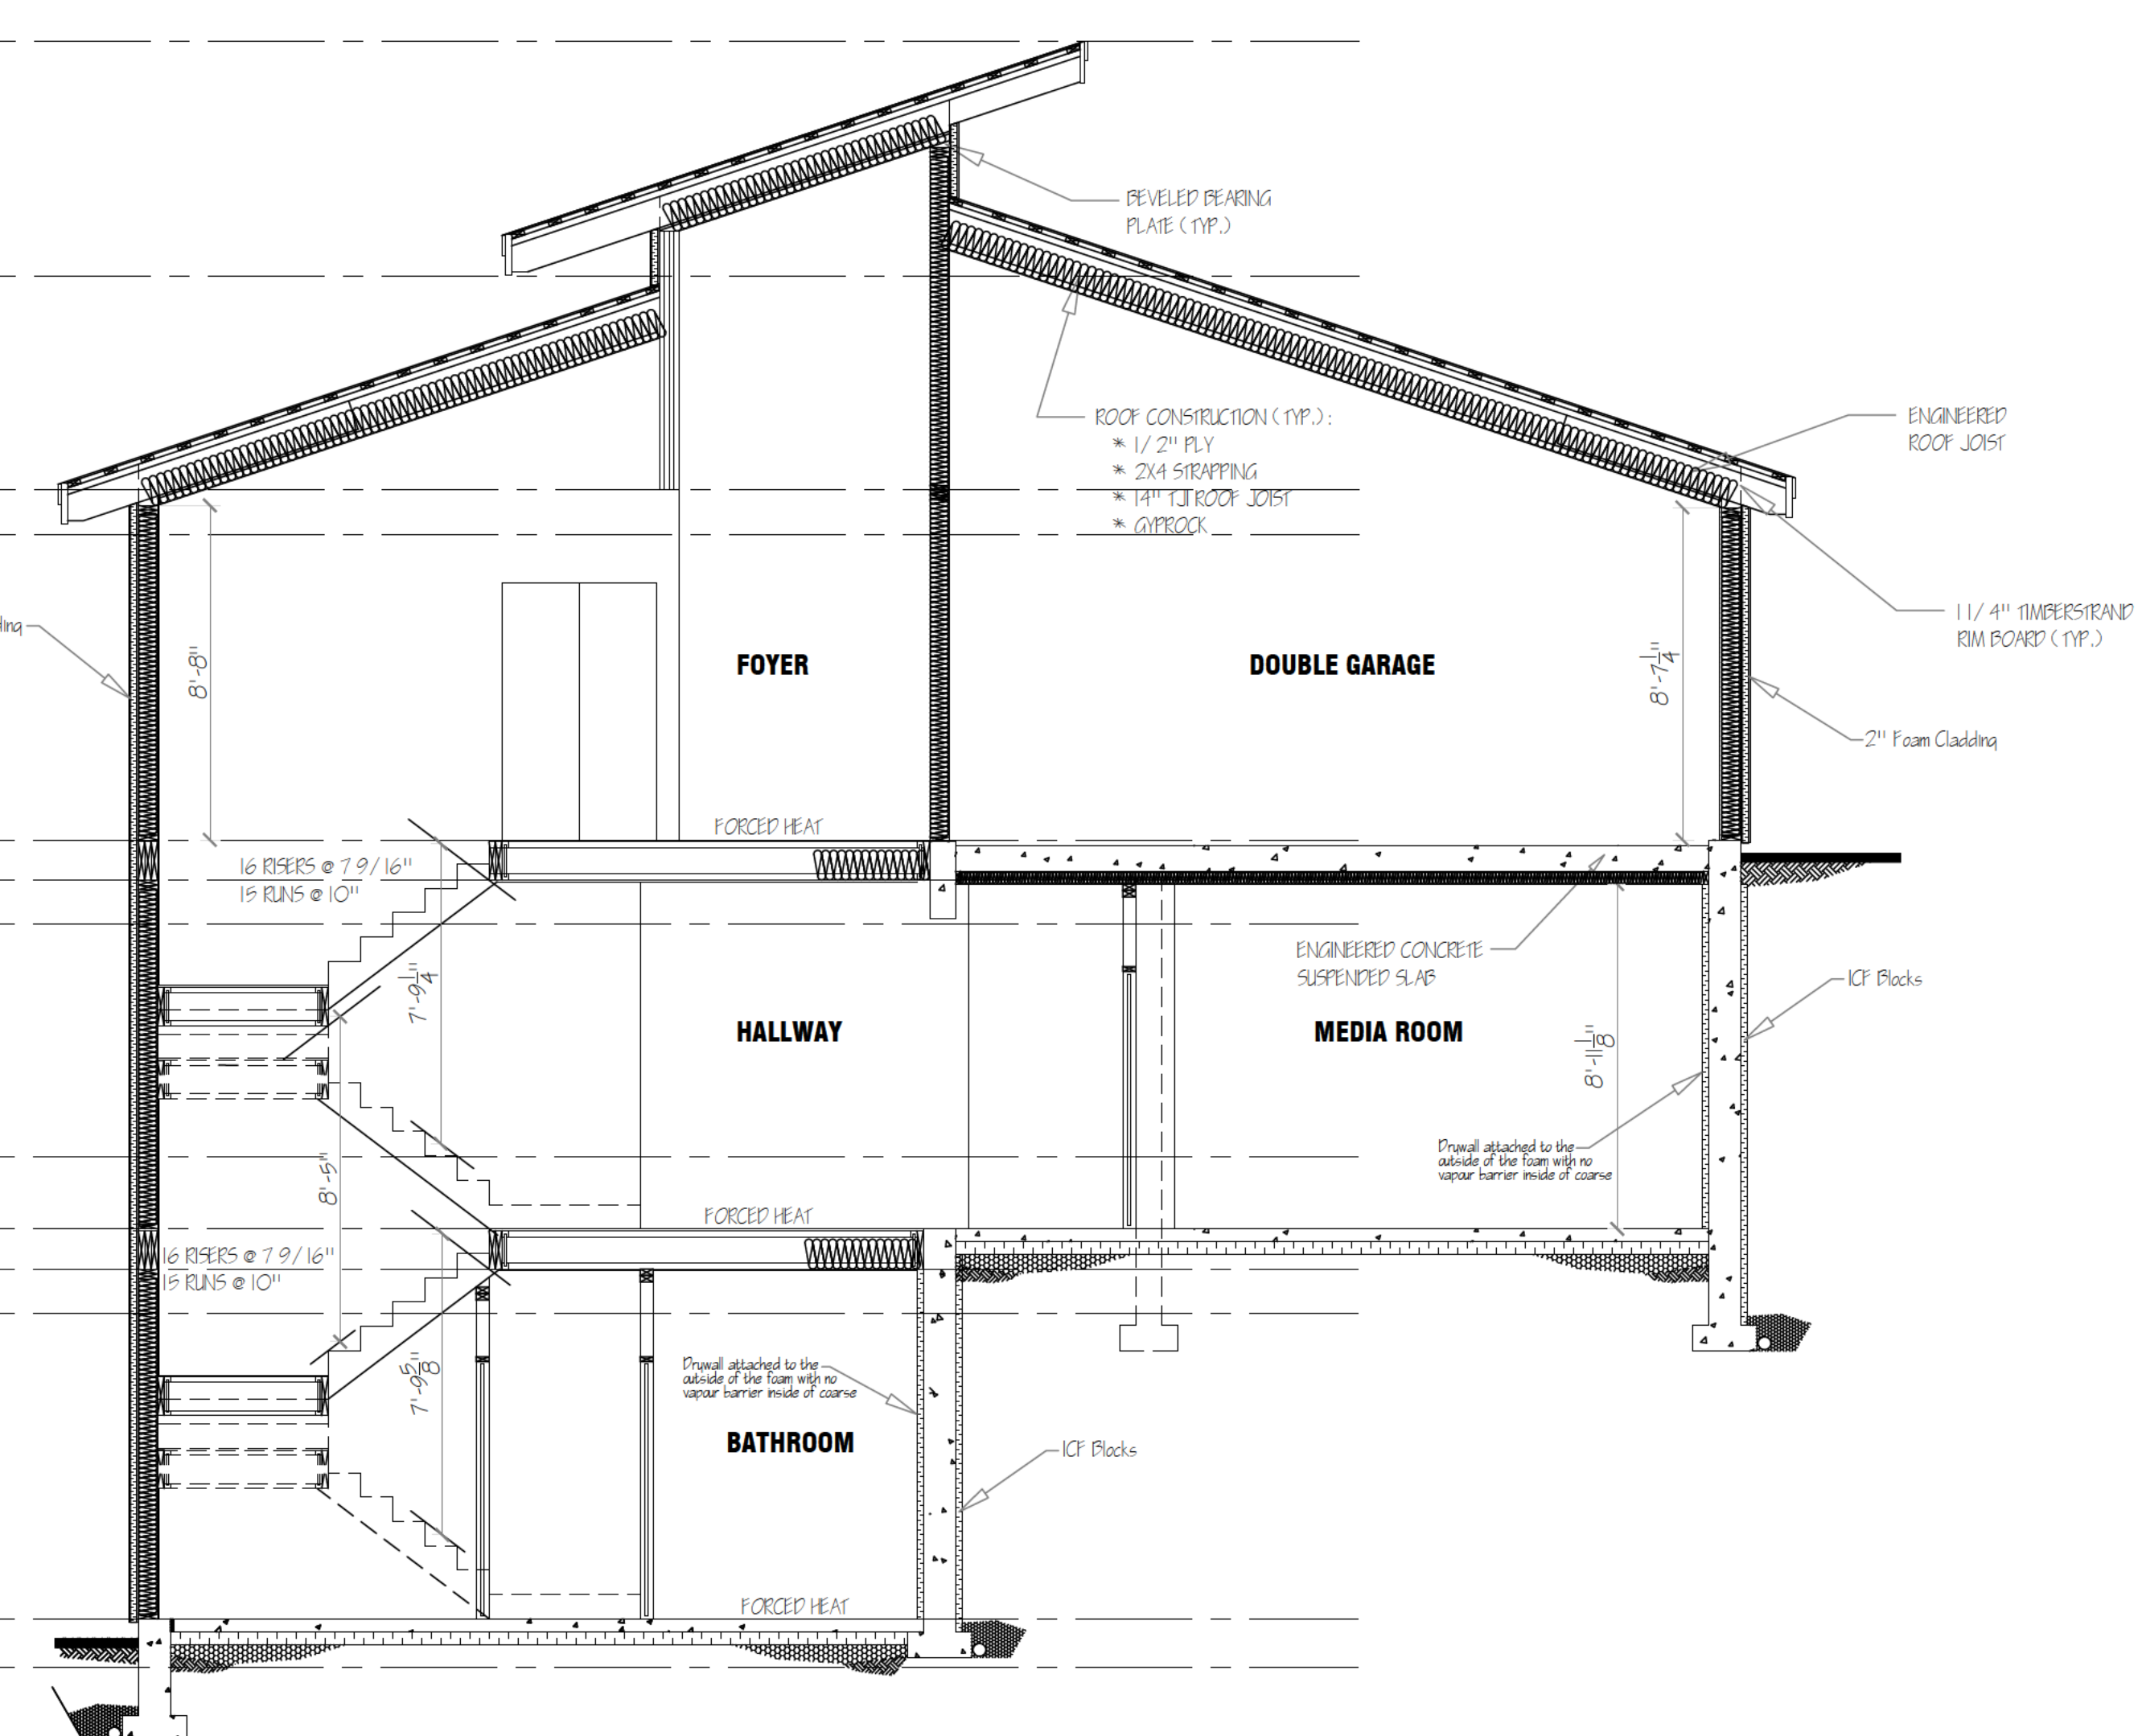 BEVELED BEARING
PLATE (TYP.)
ROOF CONSTRUCTION (TYP.):
* 1/2" PLY
* 2X4 STRAPPING
* 14" TJI ROOF JOIST
* GYPROCK
ENGINEERED
ROOF JOIST
1 1/4" TIMBERSTRAND
RIM BOARD (TYP.)
8'-8"
FOYER
DOUBLE GARAGE
8'-7 1/4"
2" Foam Cladding
FORCED HEAT
16 RISERS @ 7 9/16"
15 RUNS @ 10"
7'-9 1/4"
ENGINEERED CONCRETE
SUSPENDED SLAB
ICF Blocks
HALLWAY
MEDIA ROOM
8'-11 1/8"
Drywall attached to the
outside of the foam with no
vapour barrier inside of coarse
8'-5"
FORCED HEAT
16 RISERS @ 7 9/16"
15 RUNS @ 10"
7'-9 5/8"
Drywall attached to the
outside of the foam with no
vapour barrier inside of coarse
BATHROOM
ICF Blocks
FORCED HEAT